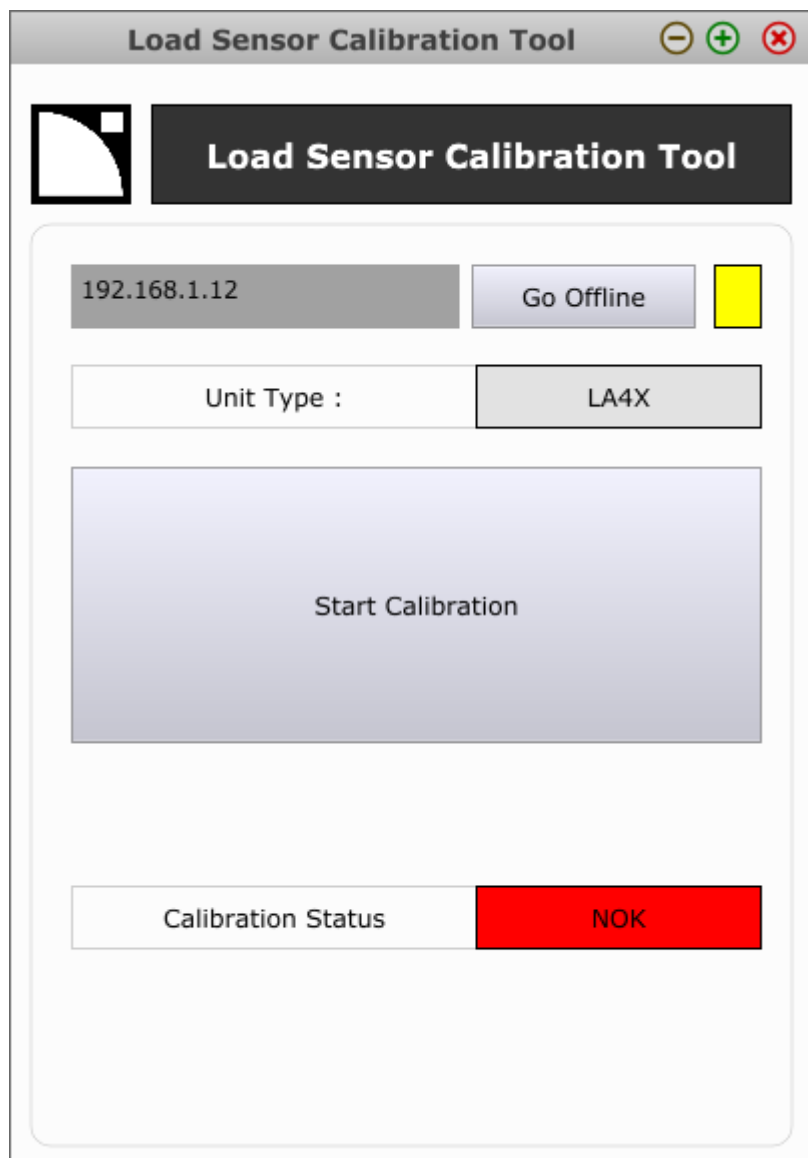 Load Sensor Calibration Tool
Load Sensor Calibration Tool
192.168.1.12
Go Offline
Unit Type :
LA4X
Start Calibration
Calibration Status
NOK